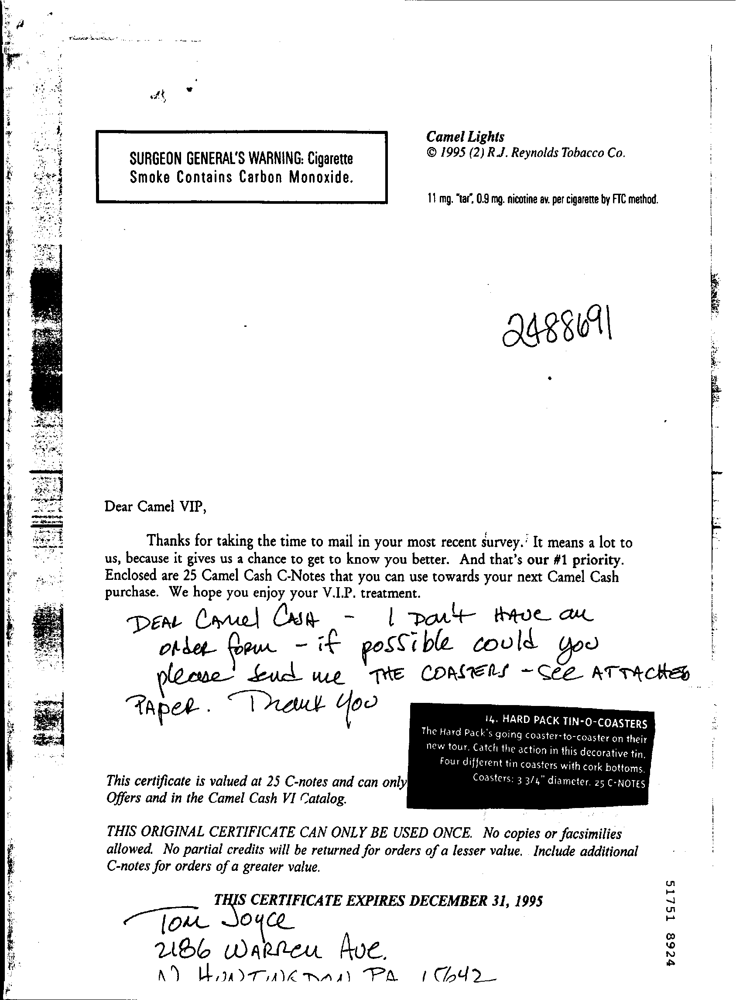 Camel Lights
© 1995 (2) R.J. Reynolds Tobacco Co.
SURGEON GENERAL'S WARNING: Cigarette
Smoke Contains Carbon Monoxide.
11 mg. "tar", 0.9 mg. nicotine av. per cigarette by FTC method.
2488691
Dear Camel VIP,
Thanks for taking the time to mail in your most recent survey. It means a lot to
us, because it gives us a chance to get to know you better. And that's our #1 priority.
Enclosed are 25 Camel Cash C-Notes that you can use towards your next Camel Cash
purchase. We hope you enjoy your V.I.P. treatment.
DEAR CAMel CASH - I Don't HAVE an
order form - if possible could you
please send me THE COASTERS - See ATTACHED
PAPER. Thank You
14. HARD PACK TIN-O-COASTERS
The Hard Pack's going coaster-to-coaster on their
new tour. Catch the action in this decorative tin.
Four different tin coasters with cork bottoms.
Coasters: 3 3/4" diameter. 25 C-NOTES
This certificate is valued at 25 C-notes and can only
Offers and in the Camel Cash VI Catalog.
THIS ORIGINAL CERTIFICATE CAN ONLY BE USED ONCE. No copies or facsimilies
allowed. No partial credits will be returned for orders of a lesser value. Include additional
C-notes for orders of a greater value.
THIS CERTIFICATE EXPIRES DECEMBER 31, 1995
Tom Joyce
2186 WARREN AVE.
N HUNTINGDON PA 15642
51751 8924